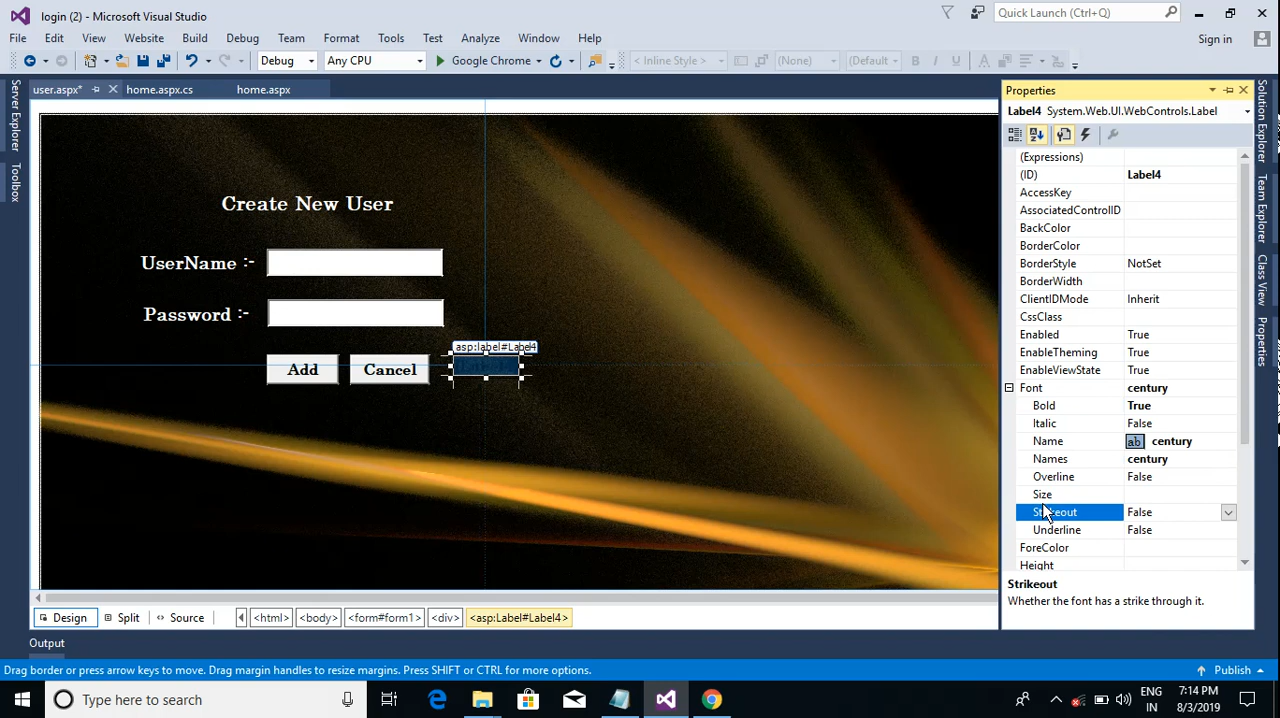 login (2) - Microsoft Visual Studio
Quick Launch (Ctrl+Q)
File Edit View Website Build Debug Team Format Tools Test Analyze Window Help
Sign in
Debug Any CPU Google Chrome < Inline Style > (None) (Default B I U A
user.aspx* home.aspx.cs home.aspx
Server Explorer
Toolbox
Create New User
UserName :-
Password :-
asp:label#Label4
Add Cancel
Design Split Source <html> <body> <form#form1> <div> <asp:Label#Label4>
Output
Properties
Label4 System.Web.UI.WebControls.Label
(Expressions)
(ID) Label4
AccessKey
AssociatedControlID
BackColor
BorderColor
BorderStyle NotSet
BorderWidth
ClientIDMode Inherit
CssClass
Enabled True
EnableTheming True
EnableViewState True
Font century
Bold True
Italic False
Name ab century
Names century
Overline False
Size
Strikeout False
Underline False
ForeColor
Height
Strikeout
Whether the font has a strike through it.
Solution Explorer
Team Explorer
Class View
Properties
Drag border or press arrow keys to move. Drag margin handles to resize margins. Press SHIFT or CTRL for more options.
Publish
Type here to search
ENG
IN
7:14 PM
8/3/2019